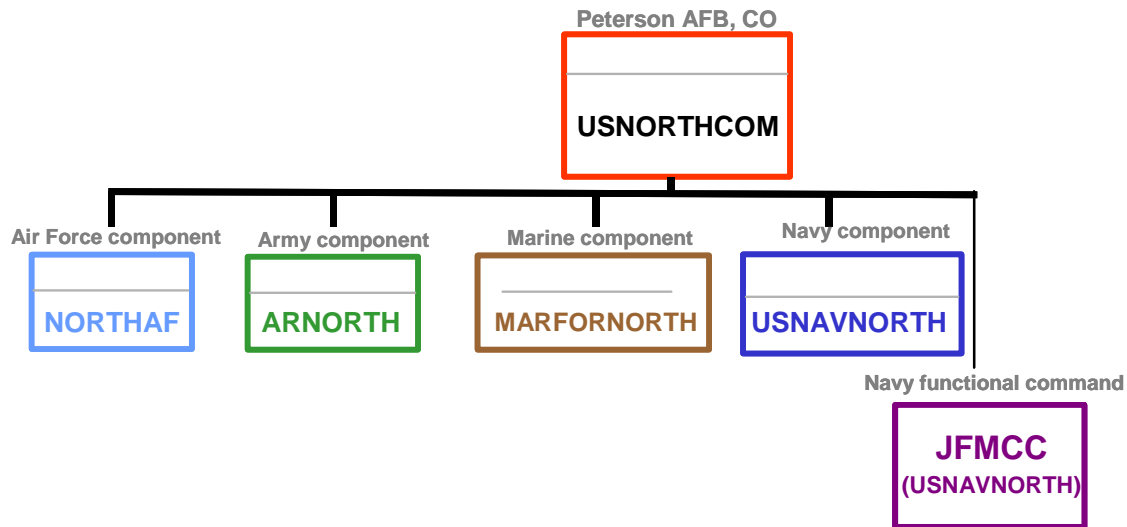 Peterson AFB, CO
USNORTHCOM
Air Force component
Army component
Marine component
Navy component
NORTHAF
ARNORTH
MARFORNORTH
USNAVNORTH
Navy functional command
JFMCC
(USNAVNORTH)